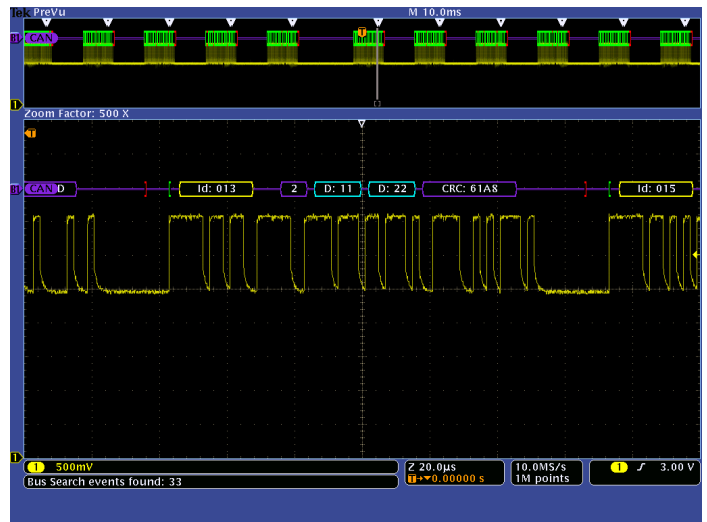 Tek PreVu M 10.0ms
B1 CAN
T
1
Zoom Factor: 500 X
T
B1 CAN D Id: 013 2 D: 11 D: 22 CRC: 61A8 Id: 015
1
1 500mV
Z 20.0µs
T→▼0.00000 s
10.0MS/s
1M points
1 ∫ 3.00 V
Bus Search events found: 33